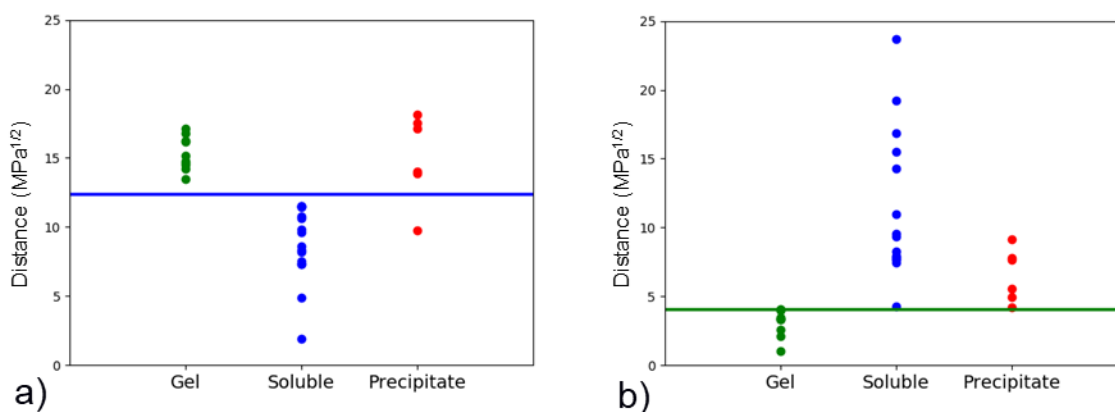 25
20
15
10
5
0
Distance (MPa1/2)
Gel
Soluble
Precipitate
a)
25
20
15
10
5
0
Distance (MPa1/2)
Gel
Soluble
Precipitate
b)